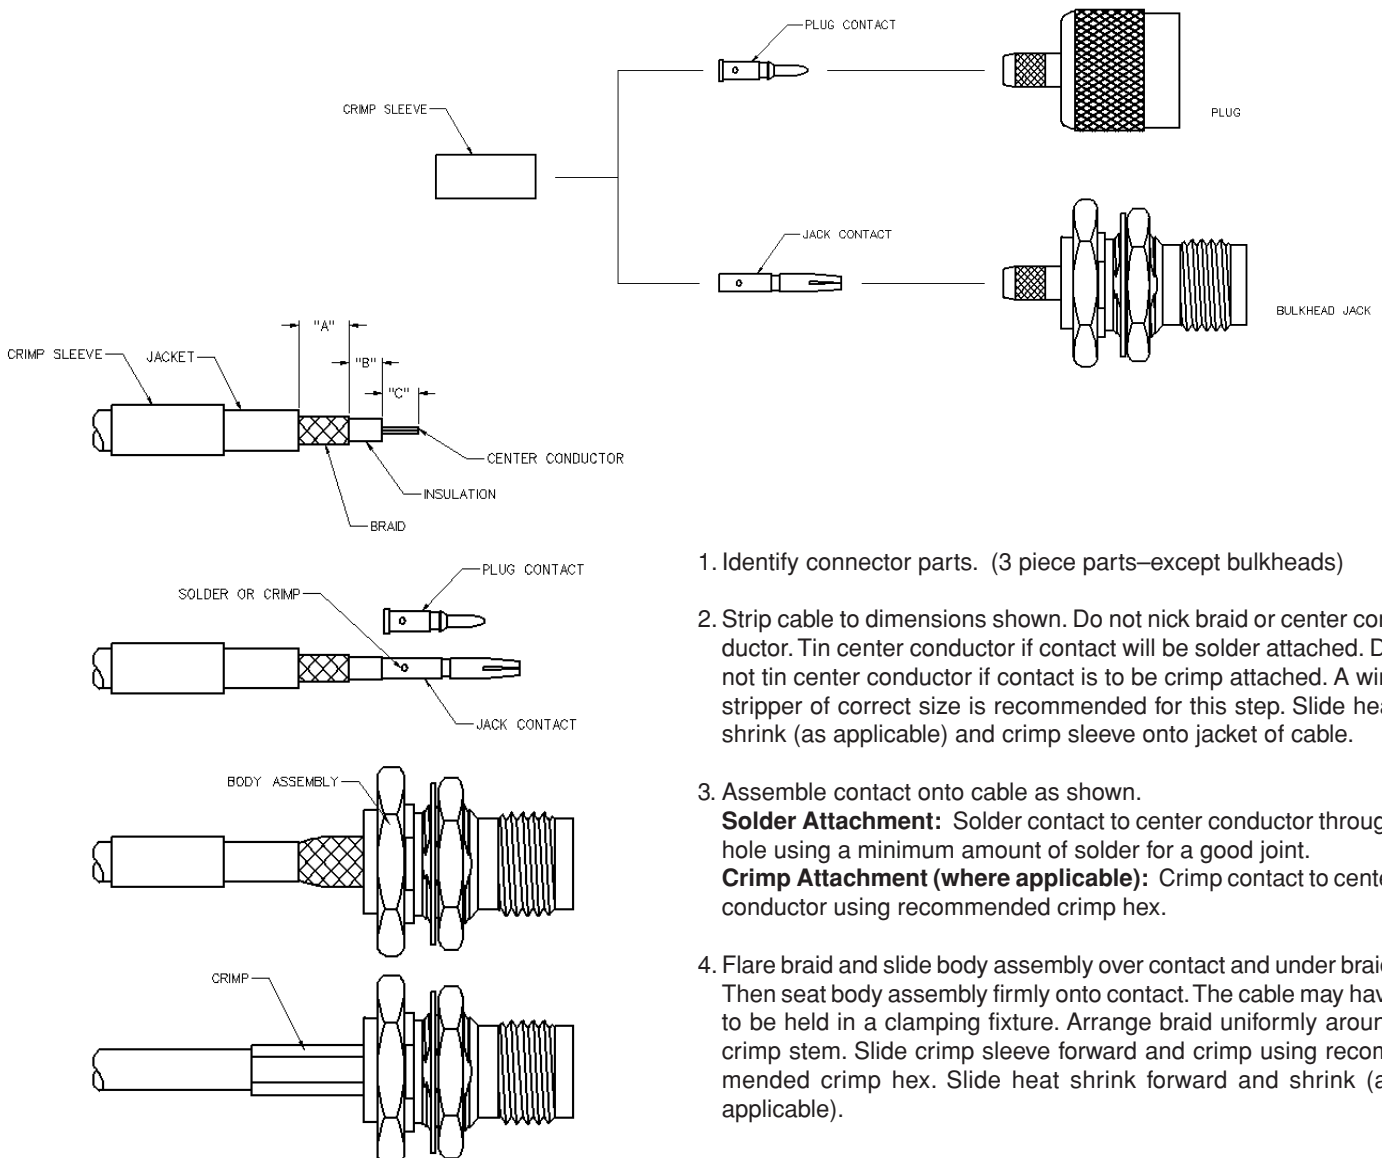 PLUG CONTACT
CRIMP SLEEVE
PLUG
JACK CONTACT
BULKHEAD JACK
"A"
"B"
"C"
CRIMP SLEEVE
JACKET
CENTER CONDUCTOR
INSULATION
BRAID
PLUG CONTACT
SOLDER OR CRIMP
JACK CONTACT
BODY ASSEMBLY
CRIMP
1. Identify connector parts. (3 piece parts–except bulkheads)
2. Strip cable to dimensions shown. Do not nick braid or center
ductor. Tin center conductor if contact will be solder attached.
not tin center conductor if contact is to be crimp attached. A
stripper of correct size is recommended for this step. Slide
shrink (as applicable) and crimp sleeve onto jacket of cable.
3. Assemble contact onto cable as shown.
Solder Attachment: Solder contact to center conductor
hole using a minimum amount of solder for a good joint.
Crimp Attachment (where applicable): Crimp contact to
conductor using recommended crimp hex.
4. Flare braid and slide body assembly over contact and under
Then seat body assembly firmly onto contact. The cable may
to be held in a clamping fixture. Arrange braid uniformly
crimp stem. Slide crimp sleeve forward and crimp using
mended crimp hex. Slide heat shrink forward and shrink
applicable).